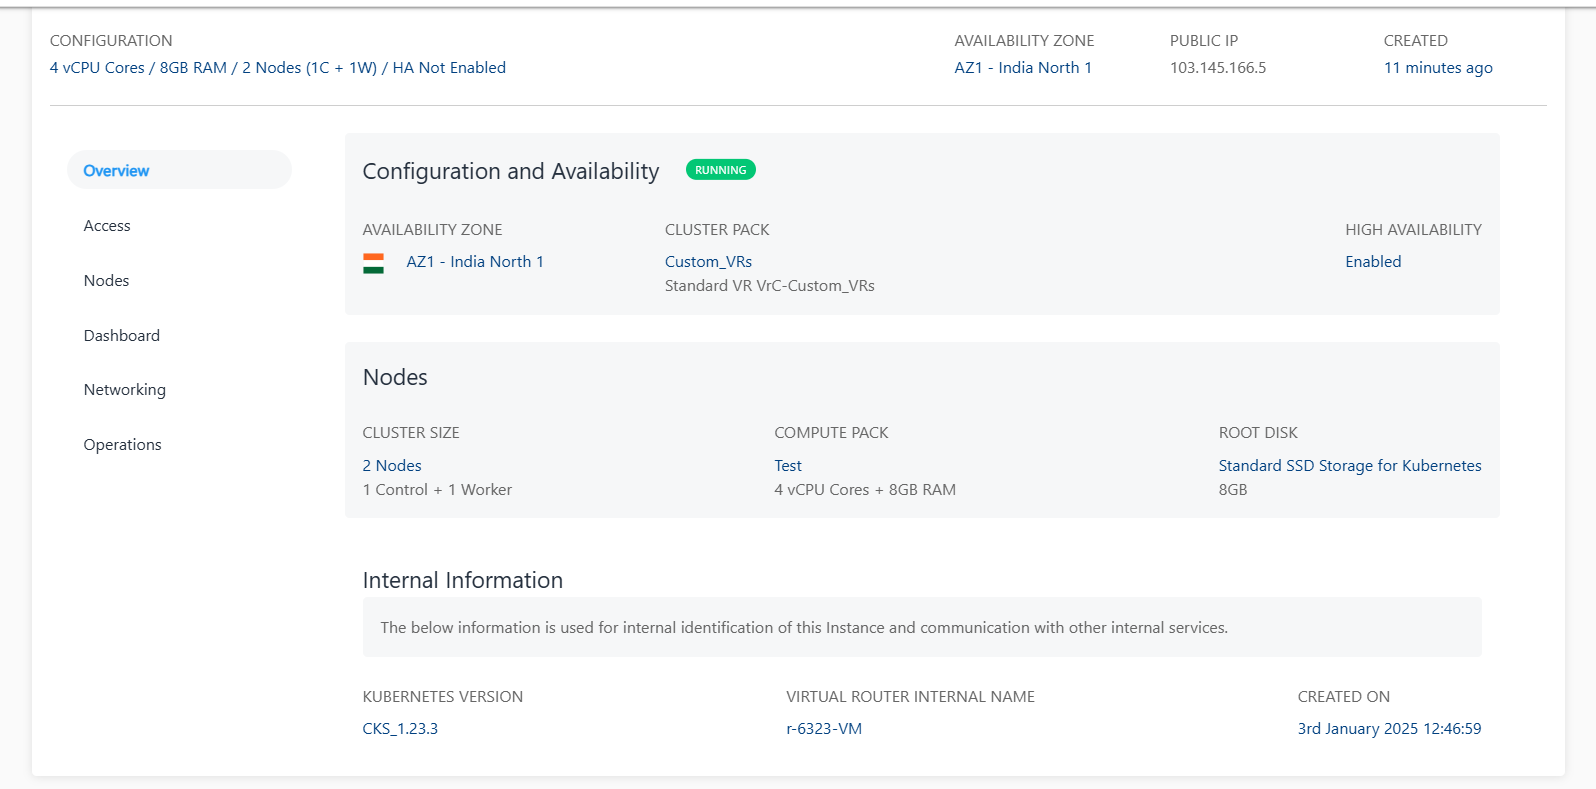 CONFIGURATION
4 vCPU Cores / 8GB RAM / 2 Nodes (1C + 1W) / HA Not Enabled
AVAILABILITY ZONE
AZ1 - India North 1
PUBLIC IP
103.145.166.5
CREATED
11 minutes ago
Overview
Access
Nodes
Dashboard
Networking
Operations
Configuration and Availability
RUNNING
AVAILABILITY ZONE
AZ1 - India North 1
CLUSTER PACK
Custom_VRs
Standard VR VrC-Custom_VRs
HIGH AVAILABILITY
Enabled
Nodes
CLUSTER SIZE
2 Nodes
1 Control + 1 Worker
COMPUTE PACK
Test
4 vCPU Cores + 8GB RAM
ROOT DISK
Standard SSD Storage for Kubernetes
8GB
Internal Information
The below information is used for internal identification of this Instance and communication with other internal services.
KUBERNETES VERSION
CKS_1.23.3
VIRTUAL ROUTER INTERNAL NAME
r-6323-VM
CREATED ON
3rd January 2025 12:46:59